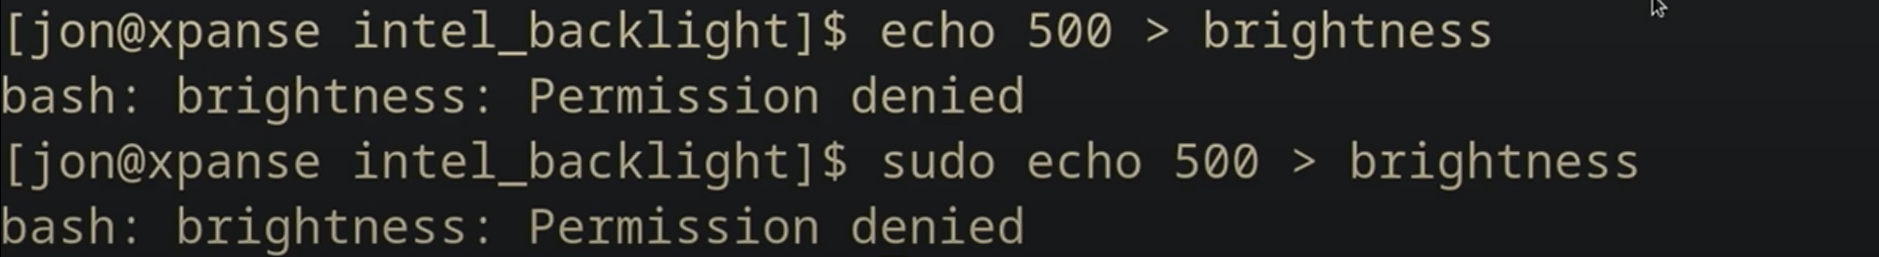 [jon@xpanse intel_backlight]$ echo 500 > brightness
bash: brightness: Permission denied
[jon@xpanse intel_backlight]$ sudo echo 500 > brightness
bash: brightness: Permission denied